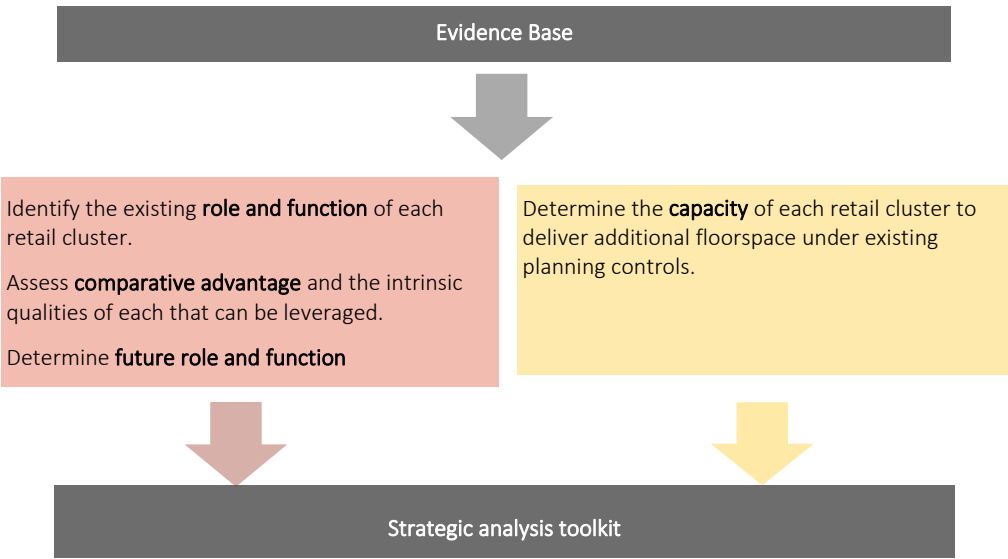 Evidence Base
Identify the existing role and function of each
retail cluster.
Assess comparative advantage and the intrinsic
qualities of each that can be leveraged.
Determine future role and function
Determine the capacity of each retail cluster to
deliver additional floorspace under existing
planning controls.
Strategic analysis toolkit